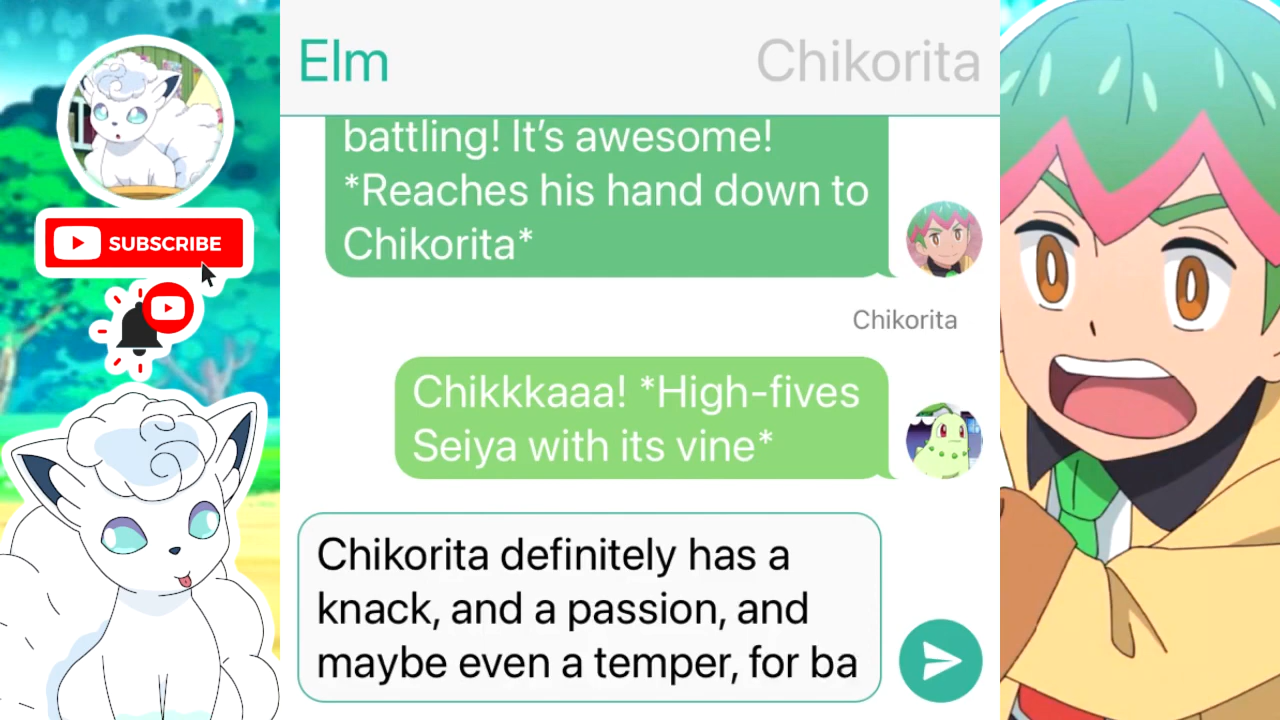 Elm
Chikorita
battling! It’s awesome!
*Reaches his hand down to
Chikorita*
Chikorita
Chikkkaaa! *High-fives
Seiya with its vine*
Chikorita definitely has a
knack, and a passion, and
maybe even a temper, for ba
SUBSCRIBE